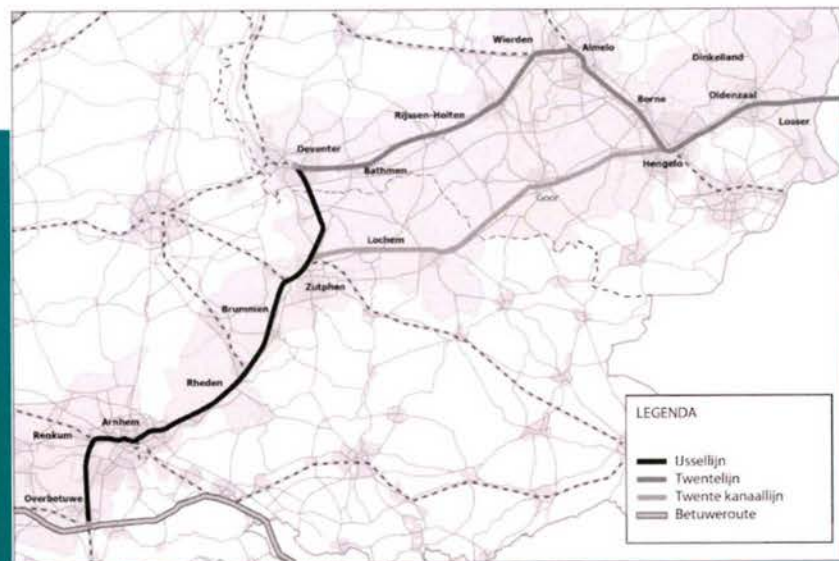 Wierden
Almelo
Dinkelland
Borne
Oldenzaal
Rijssen-Holten
Losser
Deventer
Bathmen
Hengelo
Goor
Lochem
Zutphen
Brummen
Rheden
Arnhem
Renkum
Overbetuwe
LEGENDA
IJssellijn
Twentelijn
Twente kanaallijn
Betuweroute